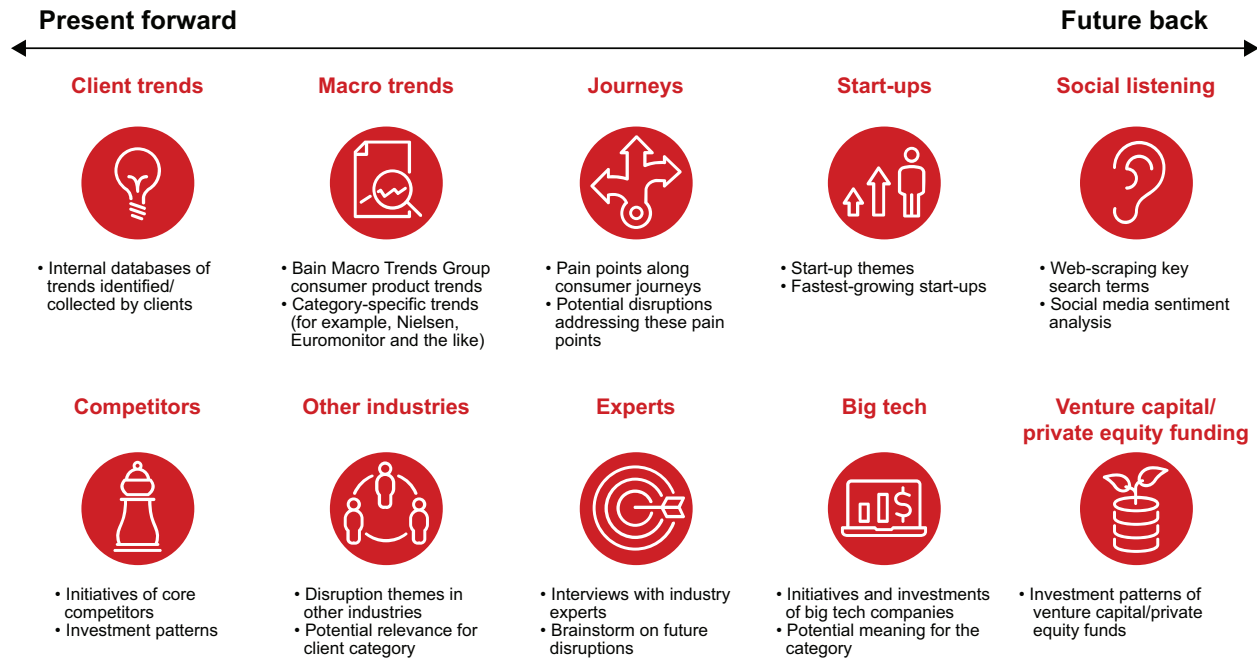 Present forward
Future back
Client trends
• Internal databases of
trends identified/
collected by clients
Macro trends
• Bain Macro Trends Group
consumer product trends
• Category-specific trends
(for example, Nielsen,
Euromonitor and the like)
Journeys
• Pain points along
consumer journeys
• Potential disruptions
addressing these pain
points
Start-ups
• Start-up themes
• Fastest-growing start-ups
Social listening
• Web-scraping key
search terms
• Social media sentiment
analysis
Competitors
• Initiatives of core
competitors
• Investment patterns
Other industries
• Disruption themes in
other industries
• Potential relevance for
client category
Experts
• Interviews with industry
experts
• Brainstorm on future
disruptions
Big tech
$
• Initiatives and investments
of big tech companies
• Potential meaning for the
category
Venture capital/
private equity funding
• Investment patterns of
venture capital/private
equity funds